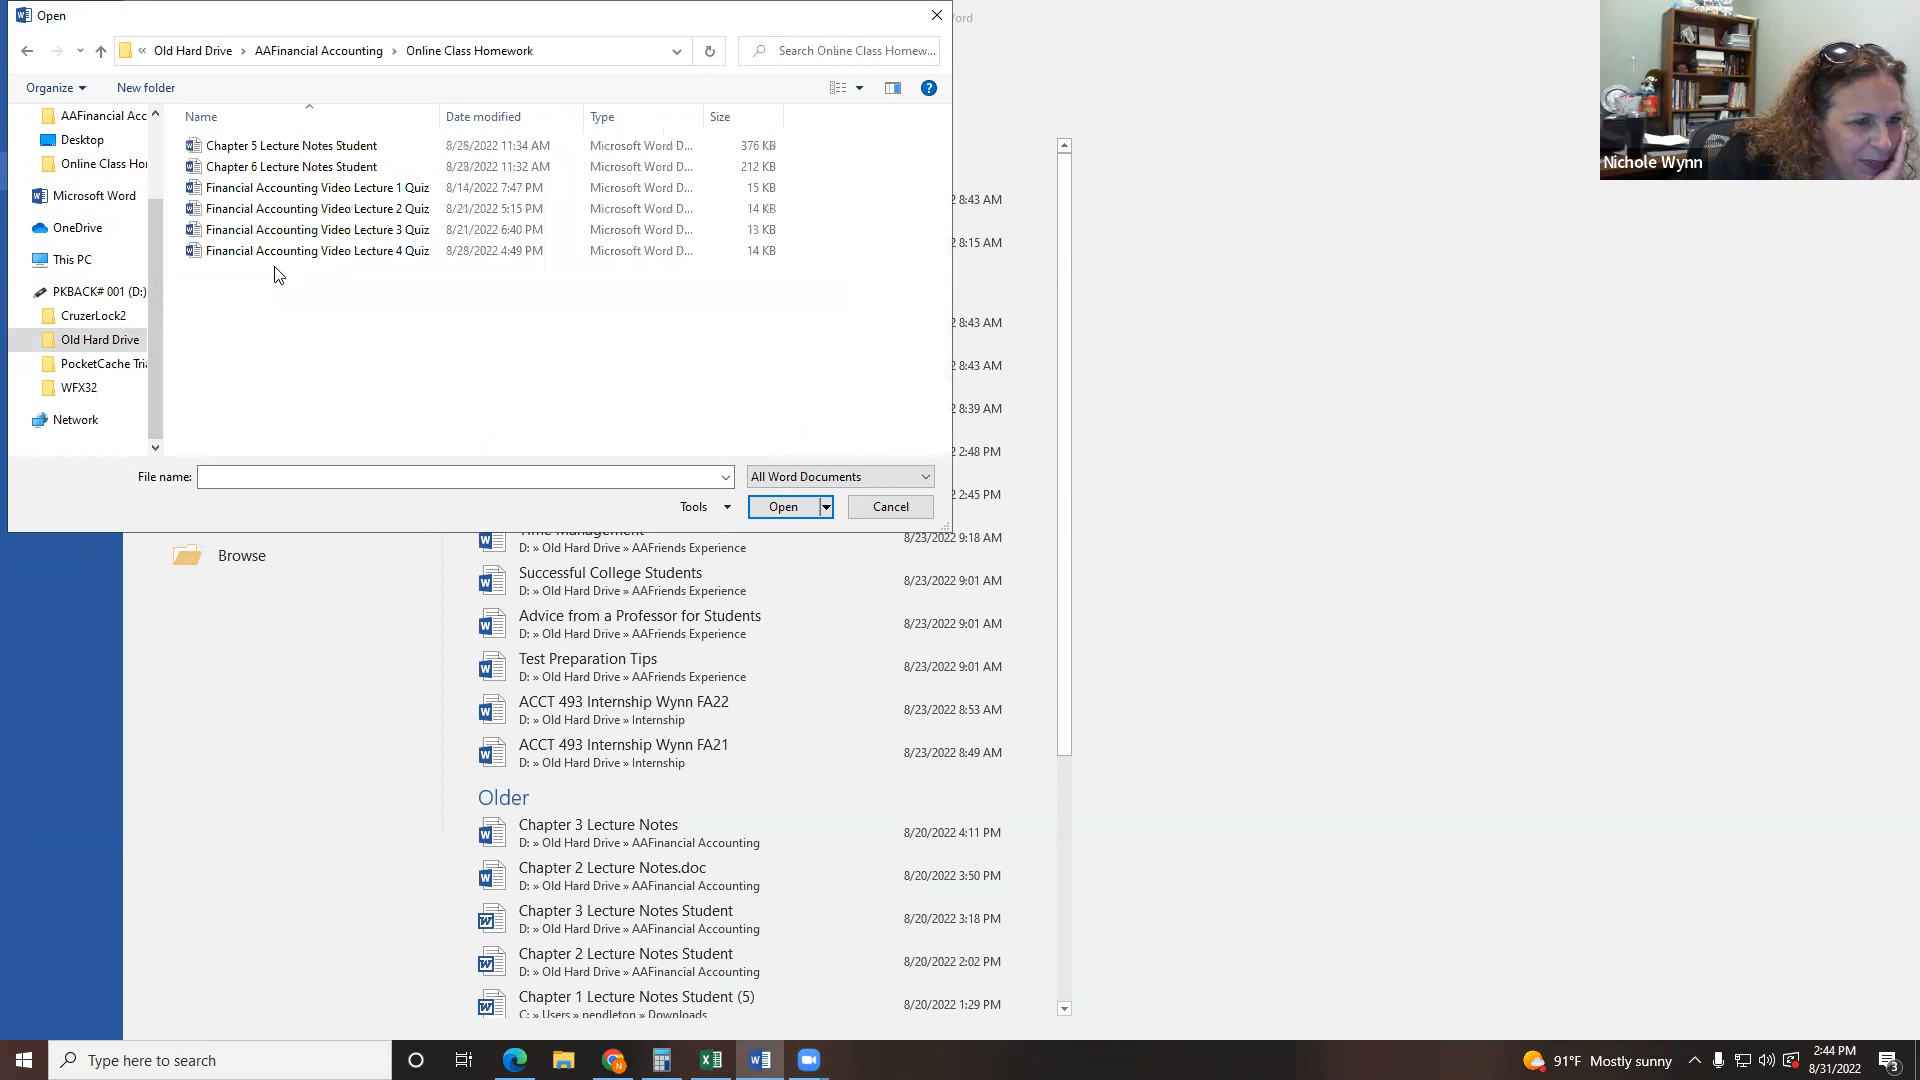 Open
Word
« Old Hard Drive › AAFinancial Accounting › Online Class Homework
Search Online Class Homew...
Organize
New folder
Name Date modified Type Size
AAFinancial Acc
Desktop
Online Class Hor
Microsoft Word
OneDrive
This PC
PKBACK# 001 (D:)
CruzerLock2
Old Hard Drive
PocketCache Tria
WFX32
Network
Chapter 5 Lecture Notes Student 8/26/2022 11:34 AM Microsoft Word D... 376 KB
Chapter 6 Lecture Notes Student 8/28/2022 11:32 AM Microsoft Word D... 212 KB
Financial Accounting Video Lecture 1 Quiz 8/14/2022 7:47 PM Microsoft Word D... 15 KB
Financial Accounting Video Lecture 2 Quiz 8/21/2022 5:15 PM Microsoft Word D... 14 KB
Financial Accounting Video Lecture 3 Quiz 8/21/2022 6:40 PM Microsoft Word D... 13 KB
Financial Accounting Video Lecture 4 Quiz 8/28/2022 4:49 PM Microsoft Word D... 14 KB
File name:
All Word Documents
Tools
Open
Cancel
Nichole Wynn
2 8:43 AM
2 8:15 AM
2 8:43 AM
2 8:43 AM
2 8:39 AM
2 2:48 PM
2 2:45 PM
Browse
Time Management 8/23/2022 9:18 AM
D: » Old Hard Drive » AAFriends Experience
Successful College Students 8/23/2022 9:01 AM
D: » Old Hard Drive » AAFriends Experience
Advice from a Professor for Students 8/23/2022 9:01 AM
D: » Old Hard Drive » AAFriends Experience
Test Preparation Tips 8/23/2022 9:01 AM
D: » Old Hard Drive » AAFriends Experience
ACCT 493 Internship Wynn FA22 8/23/2022 8:53 AM
D: » Old Hard Drive » Internship
ACCT 493 Internship Wynn FA21 8/23/2022 8:49 AM
D: » Old Hard Drive » Internship
Older
Chapter 3 Lecture Notes 8/20/2022 4:11 PM
D: » Old Hard Drive » AAFinancial Accounting
Chapter 2 Lecture Notes.doc 8/20/2022 3:50 PM
D: » Old Hard Drive » AAFinancial Accounting
Chapter 3 Lecture Notes Student 8/20/2022 3:18 PM
D: » Old Hard Drive » AAFinancial Accounting
Chapter 2 Lecture Notes Student 8/20/2022 2:02 PM
D: » Old Hard Drive » AAFinancial Accounting
Chapter 1 Lecture Notes Student (5) 8/20/2022 1:29 PM
C: » Users » pendleton » Downloads
Type here to search
91°F Mostly sunny
2:44 PM
8/31/2022
3